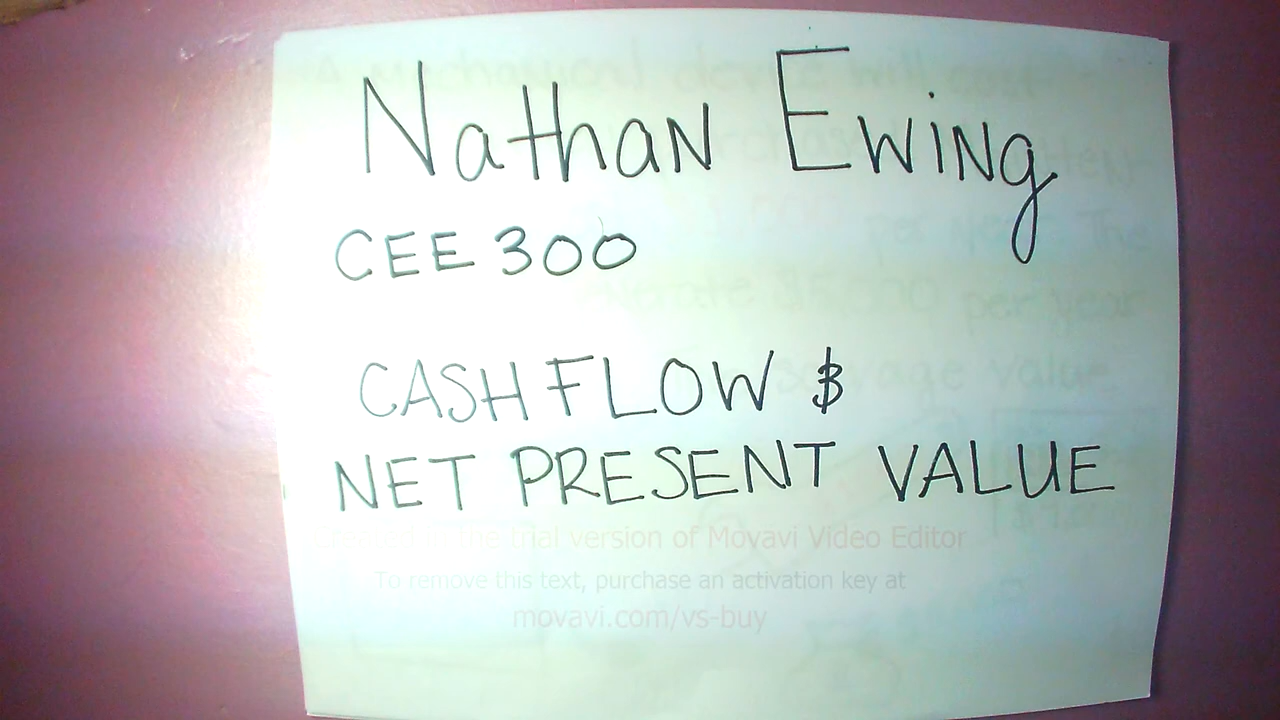 Nathan Ewing
CEE 300
CASH FLOW $
NET PRESENT VALUE
Created in the trial version of Movavi Video Editor
To remove this text, purchase an activation key at
movavi.com/vs-buy